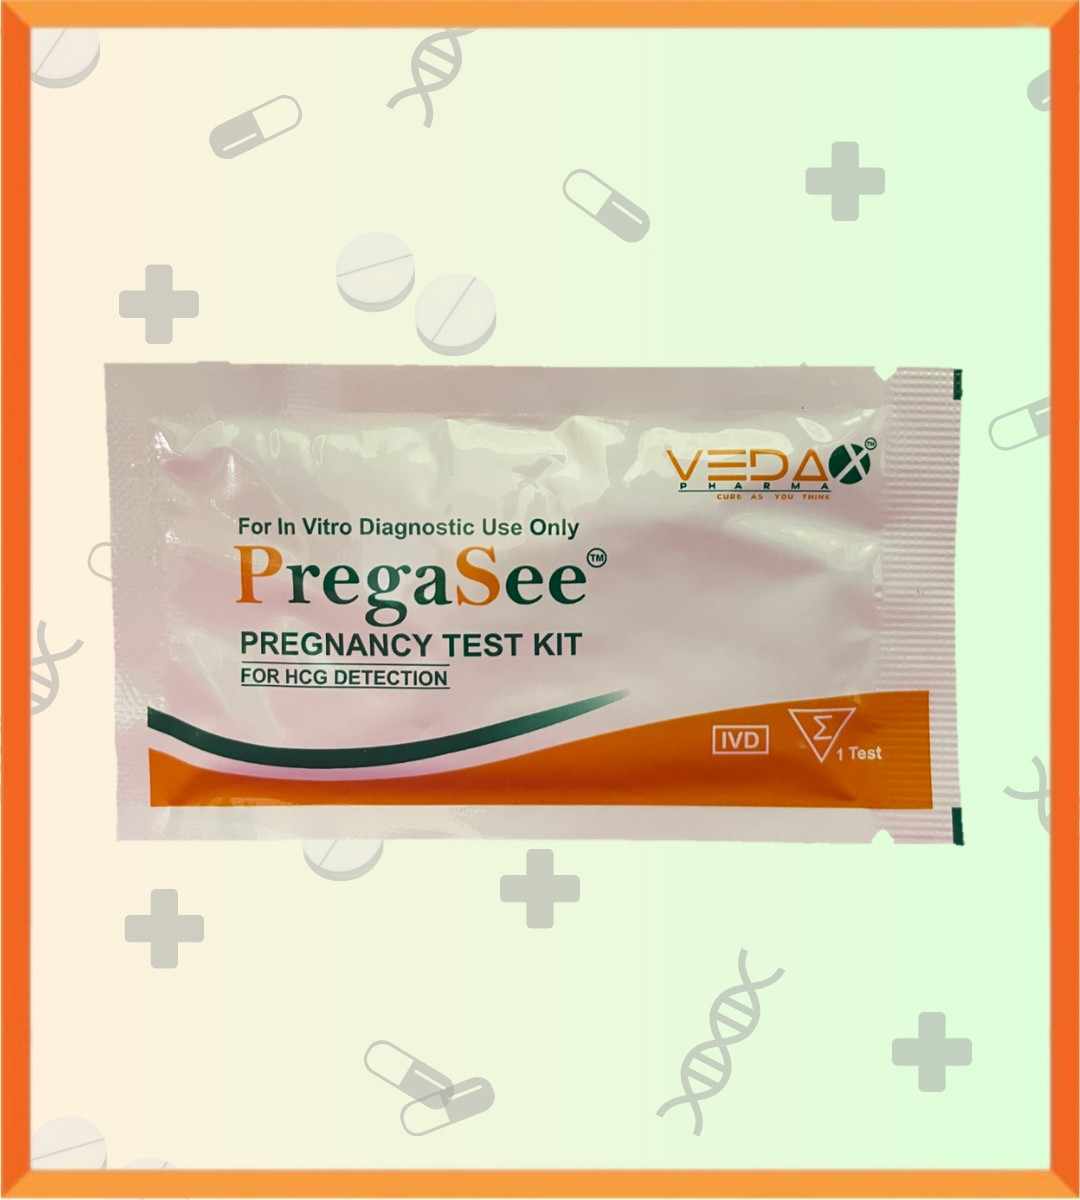 VEDAX™
PHARMA
CURE AS YOU THINK
For In Vitro Diagnostic Use Only
PregaSee™
PREGNANCY TEST KIT
FOR HCG DETECTION
IVD
Σ
1 Test